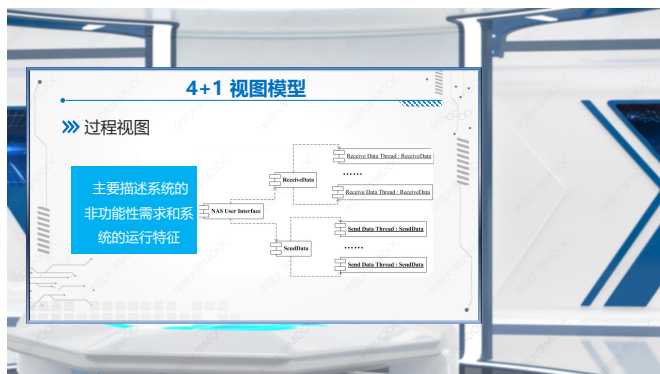 4+1 视图模型
过程视图
主要描述系统的
非功能性需求和系
统的运行特征
NAS User Interface
ReceiveData
Receive Data Thread : ReceiveData
……
Receive Data Thread : ReceiveData
SendData
Send Data Thread : SendData
……
Send Data Thread : SendData